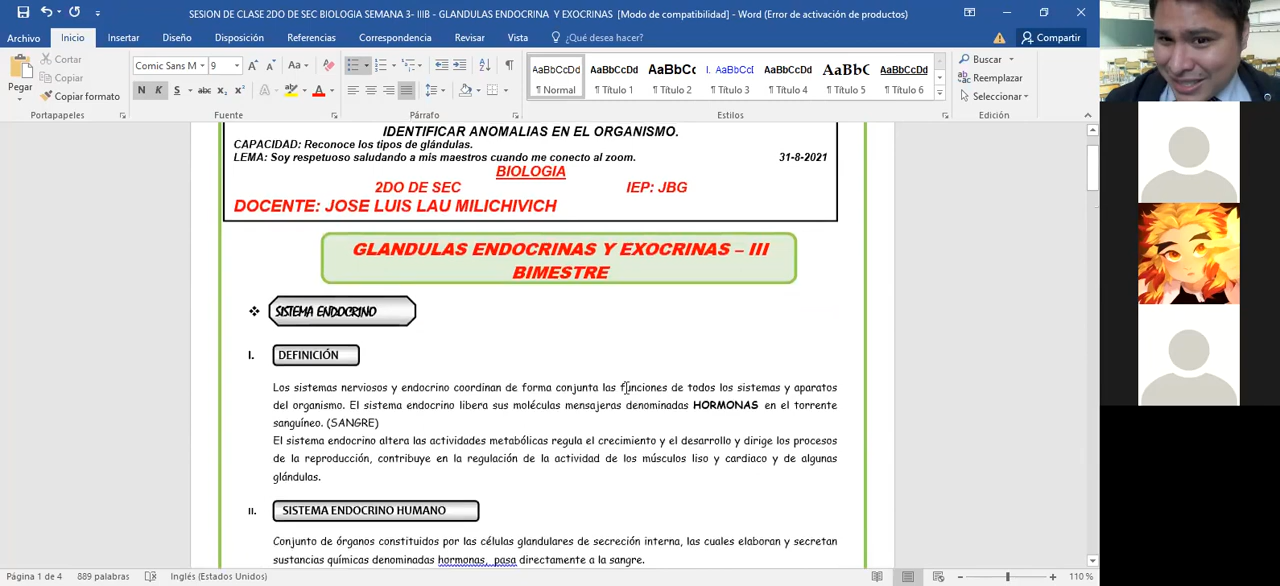 SESION DE CLASE 2DO DE SEC BIOLOGIA SEMANA 3- IIIB - GLANDULAS ENDOCRINA Y EXOCRINAS [Modo de compatibilidad] - Word (Error de activación de productos)
Archivo Inicio Insertar Diseño Disposición Referencias Correspondencia Revisar Vista ¿Qué desea hacer? Compartir
Pegar
Cortar
Copiar
Copiar formato
Portapapeles
Comic Sans M 9
Aa
N K S abc x₂ x² A A
Fuente
Párrafo
AaBbCcDd AaBbCcDd AaBbCc I. AaBbCcI AaBbCcDd AaBbC AaBbCcDd
¶ Normal ¶ Título 1 ¶ Título 2 ¶ Título 3 ¶ Título 4 ¶ Título 5 ¶ Título 6
Estilos
Buscar
Reemplazar
Seleccionar
Edición
IDENTIFICAR ANOMALIAS EN EL ORGANISMO.
CAPACIDAD: Reconoce los tipos de glándulas.
LEMA: Soy respetuoso saludando a mis maestros cuando me conecto al zoom. 31-8-2021
BIOLOGIA
2DO DE SEC IEP: JBG
DOCENTE: JOSE LUIS LAU MILICHIVICH
GLANDULAS ENDOCRINAS Y EXOCRINAS – III
BIMESTRE
❖ SISTEMA ENDOCRINO
I. DEFINICIÓN
Los sistemas nerviosos y endocrino coordinan de forma conjunta las funciones de todos los sistemas y aparatos
del organismo. El sistema endocrino libera sus moléculas mensajeras denominadas HORMONAS en el torrente
sanguíneo. (SANGRE)
El sistema endocrino altera las actividades metabólicas regula el crecimiento y el desarrollo y dirige los procesos
de la reproducción, contribuye en la regulación de la actividad de los músculos liso y cardiaco y de algunas
glándulas.
II. SISTEMA ENDOCRINO HUMANO
Conjunto de órganos constituidos por las células glandulares de secreción interna, las cuales elaboran y secretan
sustancias químicas denominadas hormonas, pasa directamente a la sangre.
Página 1 de 4 889 palabras Inglés (Estados Unidos) 110 %